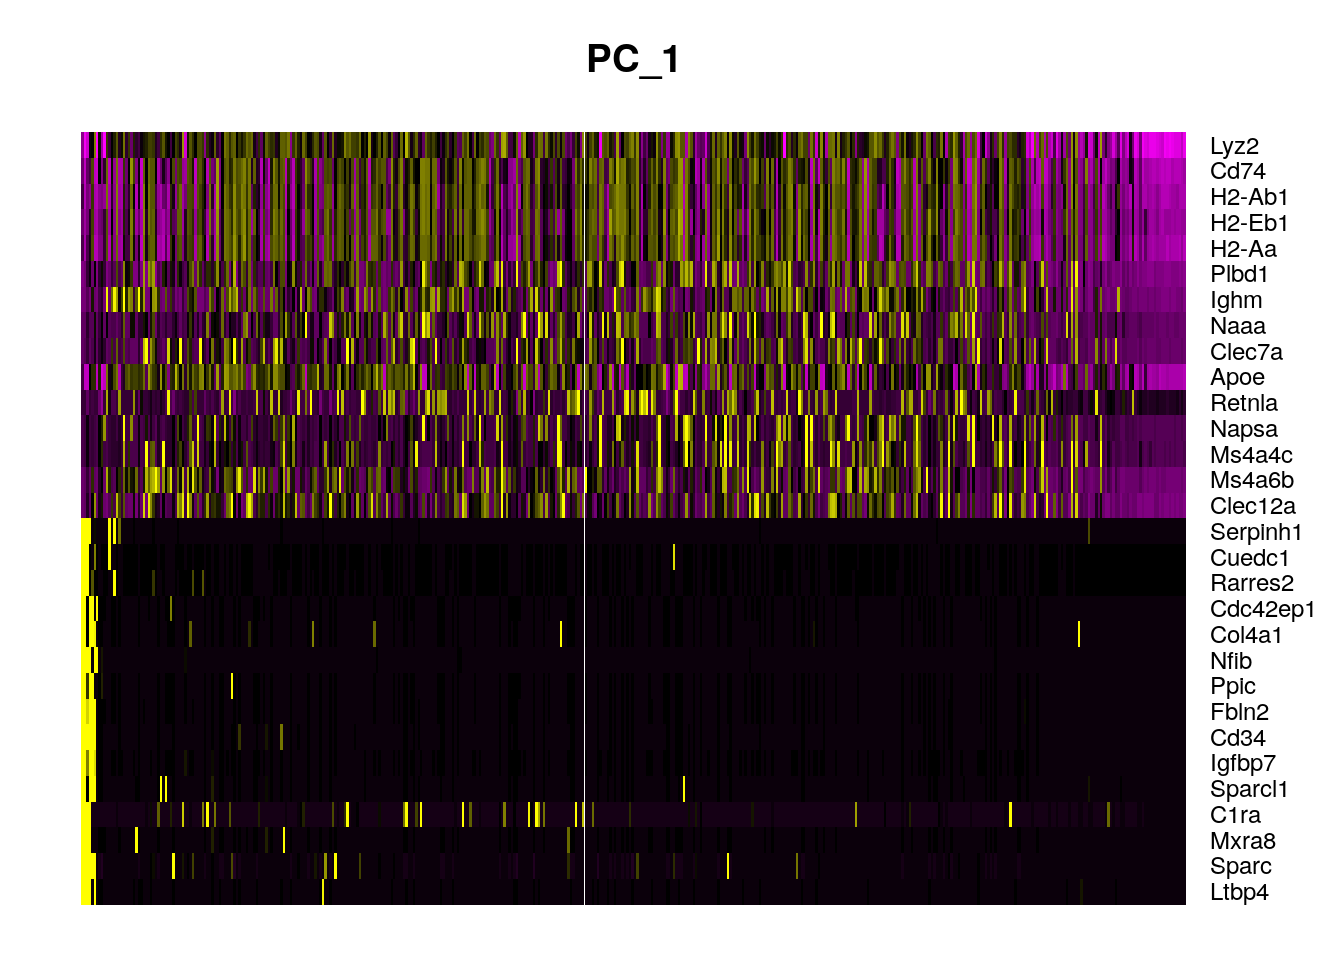 PC_1
Lyz2
Cd74
H2-Ab1
H2-Eb1
H2-Aa
Plbd1
Ighm
Naaa
Clec7a
Apoe
Retnla
Napsa
Ms4a4c
Ms4a6b
Clec12a
Serpinh1
Cuedc1
Rarres2
Cdc42ep1
Col4a1
Nfib
Ppic
Fbln2
Cd34
Igfbp7
Sparcl1
C1ra
Mxra8
Sparc
Ltbp4